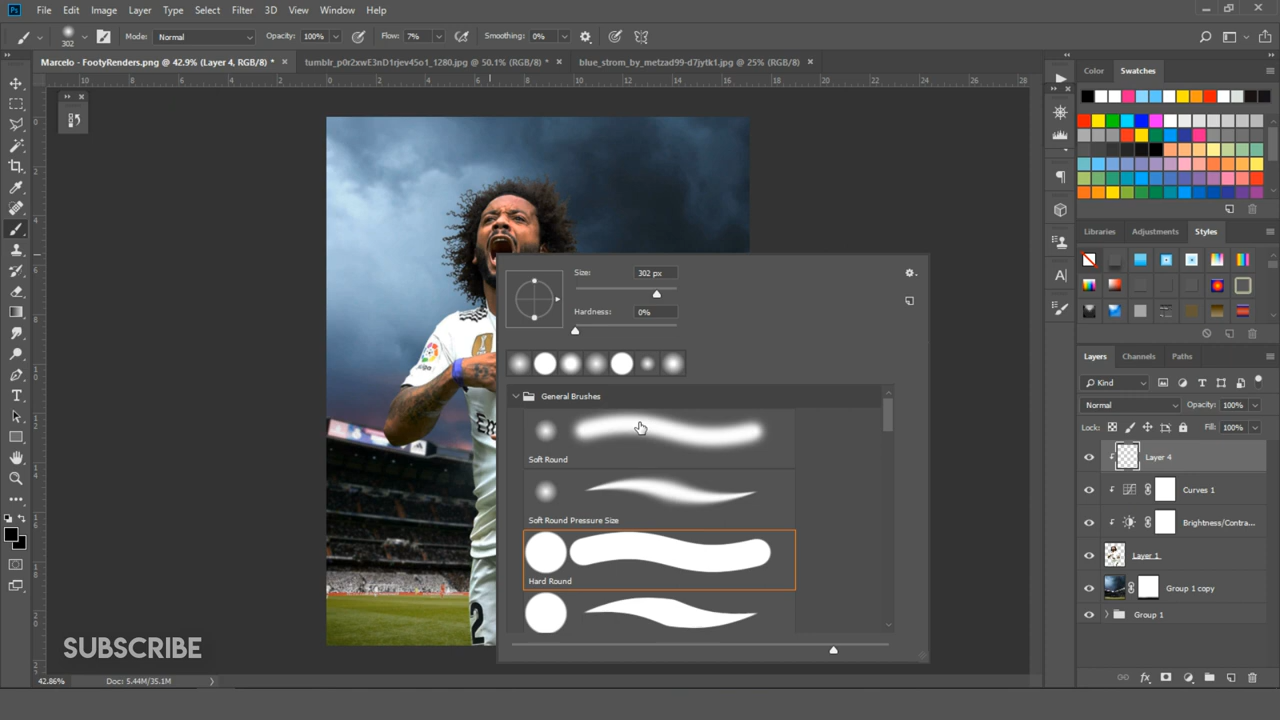 Ps File Edit Image Layer Type Select Filter 3D View Window Help
302 Mode: Normal Opacity: 100% Flow: 7% Smoothing: 0%
Marcelo - FootyRenders.png @ 42.9% (Layer 4, RGB/8) * tumblr_p0r2xwE3nD1rjev45o1_1280.jpg @ 50.1% (RGB/8) * blue_strom_by_metzad99-d7jytk1.jpg @ 25% (RGB/8)
Color Swatches
Size: 302 px
Hardness: 0%
General Brushes
Soft Round
Soft Round Pressure Size
Hard Round
Libraries Adjustments Styles
Layers Channels Paths
Kind
Normal Opacity: 100%
Lock: Fill: 100%
Layer 4
Curves 1
Brightness/Contra...
Layer 1
Group 1 copy
Group 1
2
SUBSCRIBE
42.86% Doc: 5.44M/35.1M